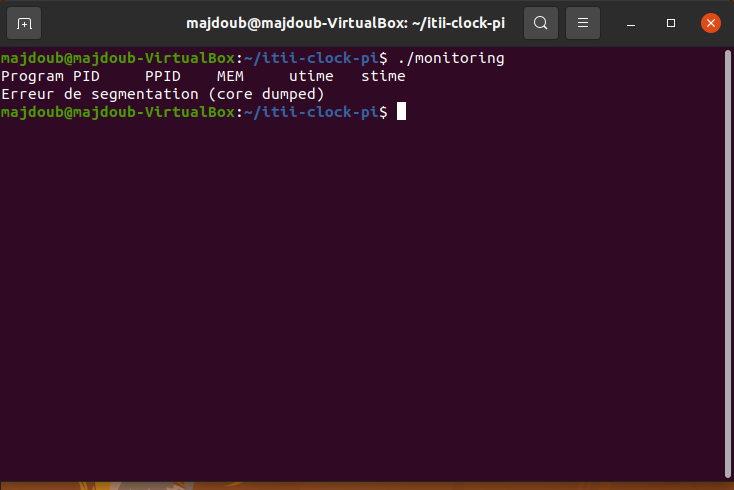 majdoub@majdoub-VirtualBox: ~/itii-clock-pi
majdoub@majdoub-VirtualBox:~/itii-clock-pi$ ./monitoring
Program PID     PPID    MEM     utime   stime
Erreur de segmentation (core dumped)
majdoub@majdoub-VirtualBox:~/itii-clock-pi$